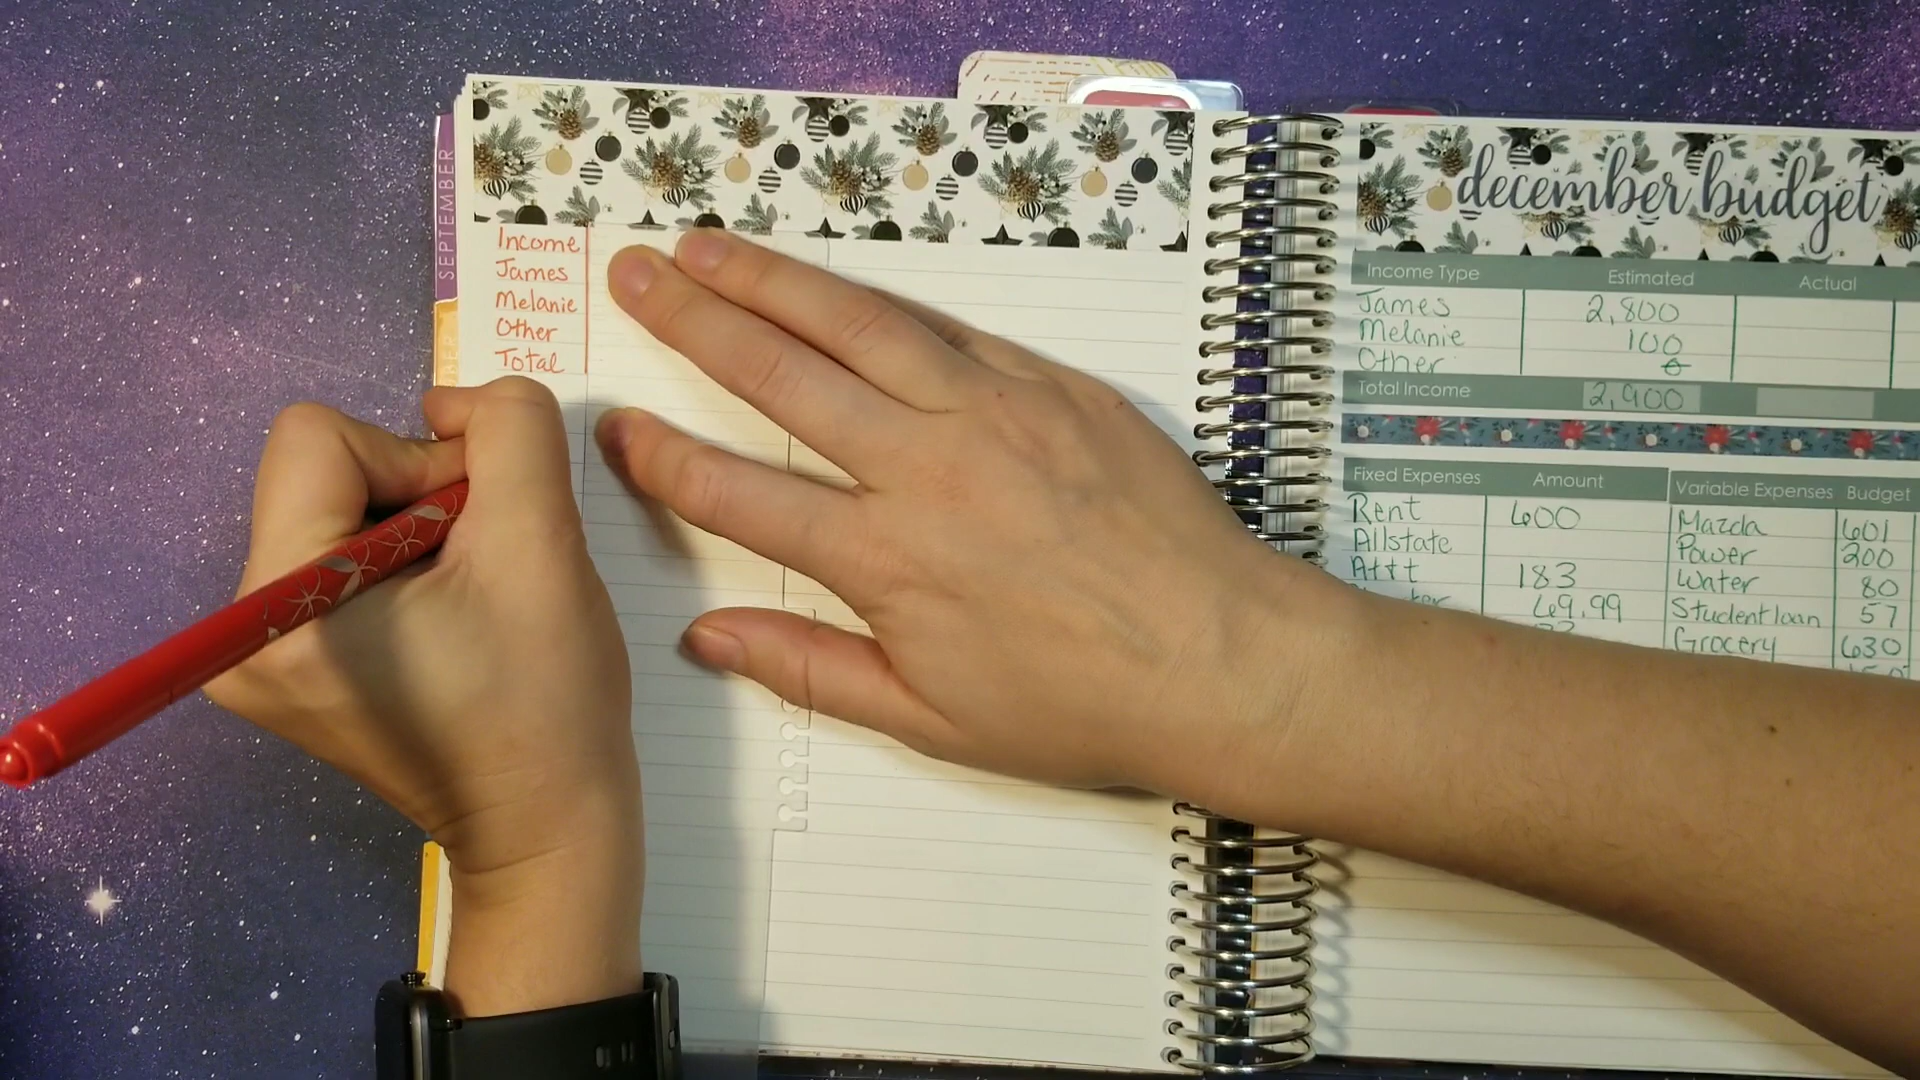 SEPTEMBER
Income
James
Melanie
Other
Total
december budget
Income Type Estimated Actual
James 2,800
Melanie 100
Other 0
Total Income 2,900
Fixed Expenses Amount
Rent 600
Allstate
AT&T 183
69.99
Variable Expenses Budget
Mazda 601
Power 200
Water 80
Student loan 57
Grocery 630